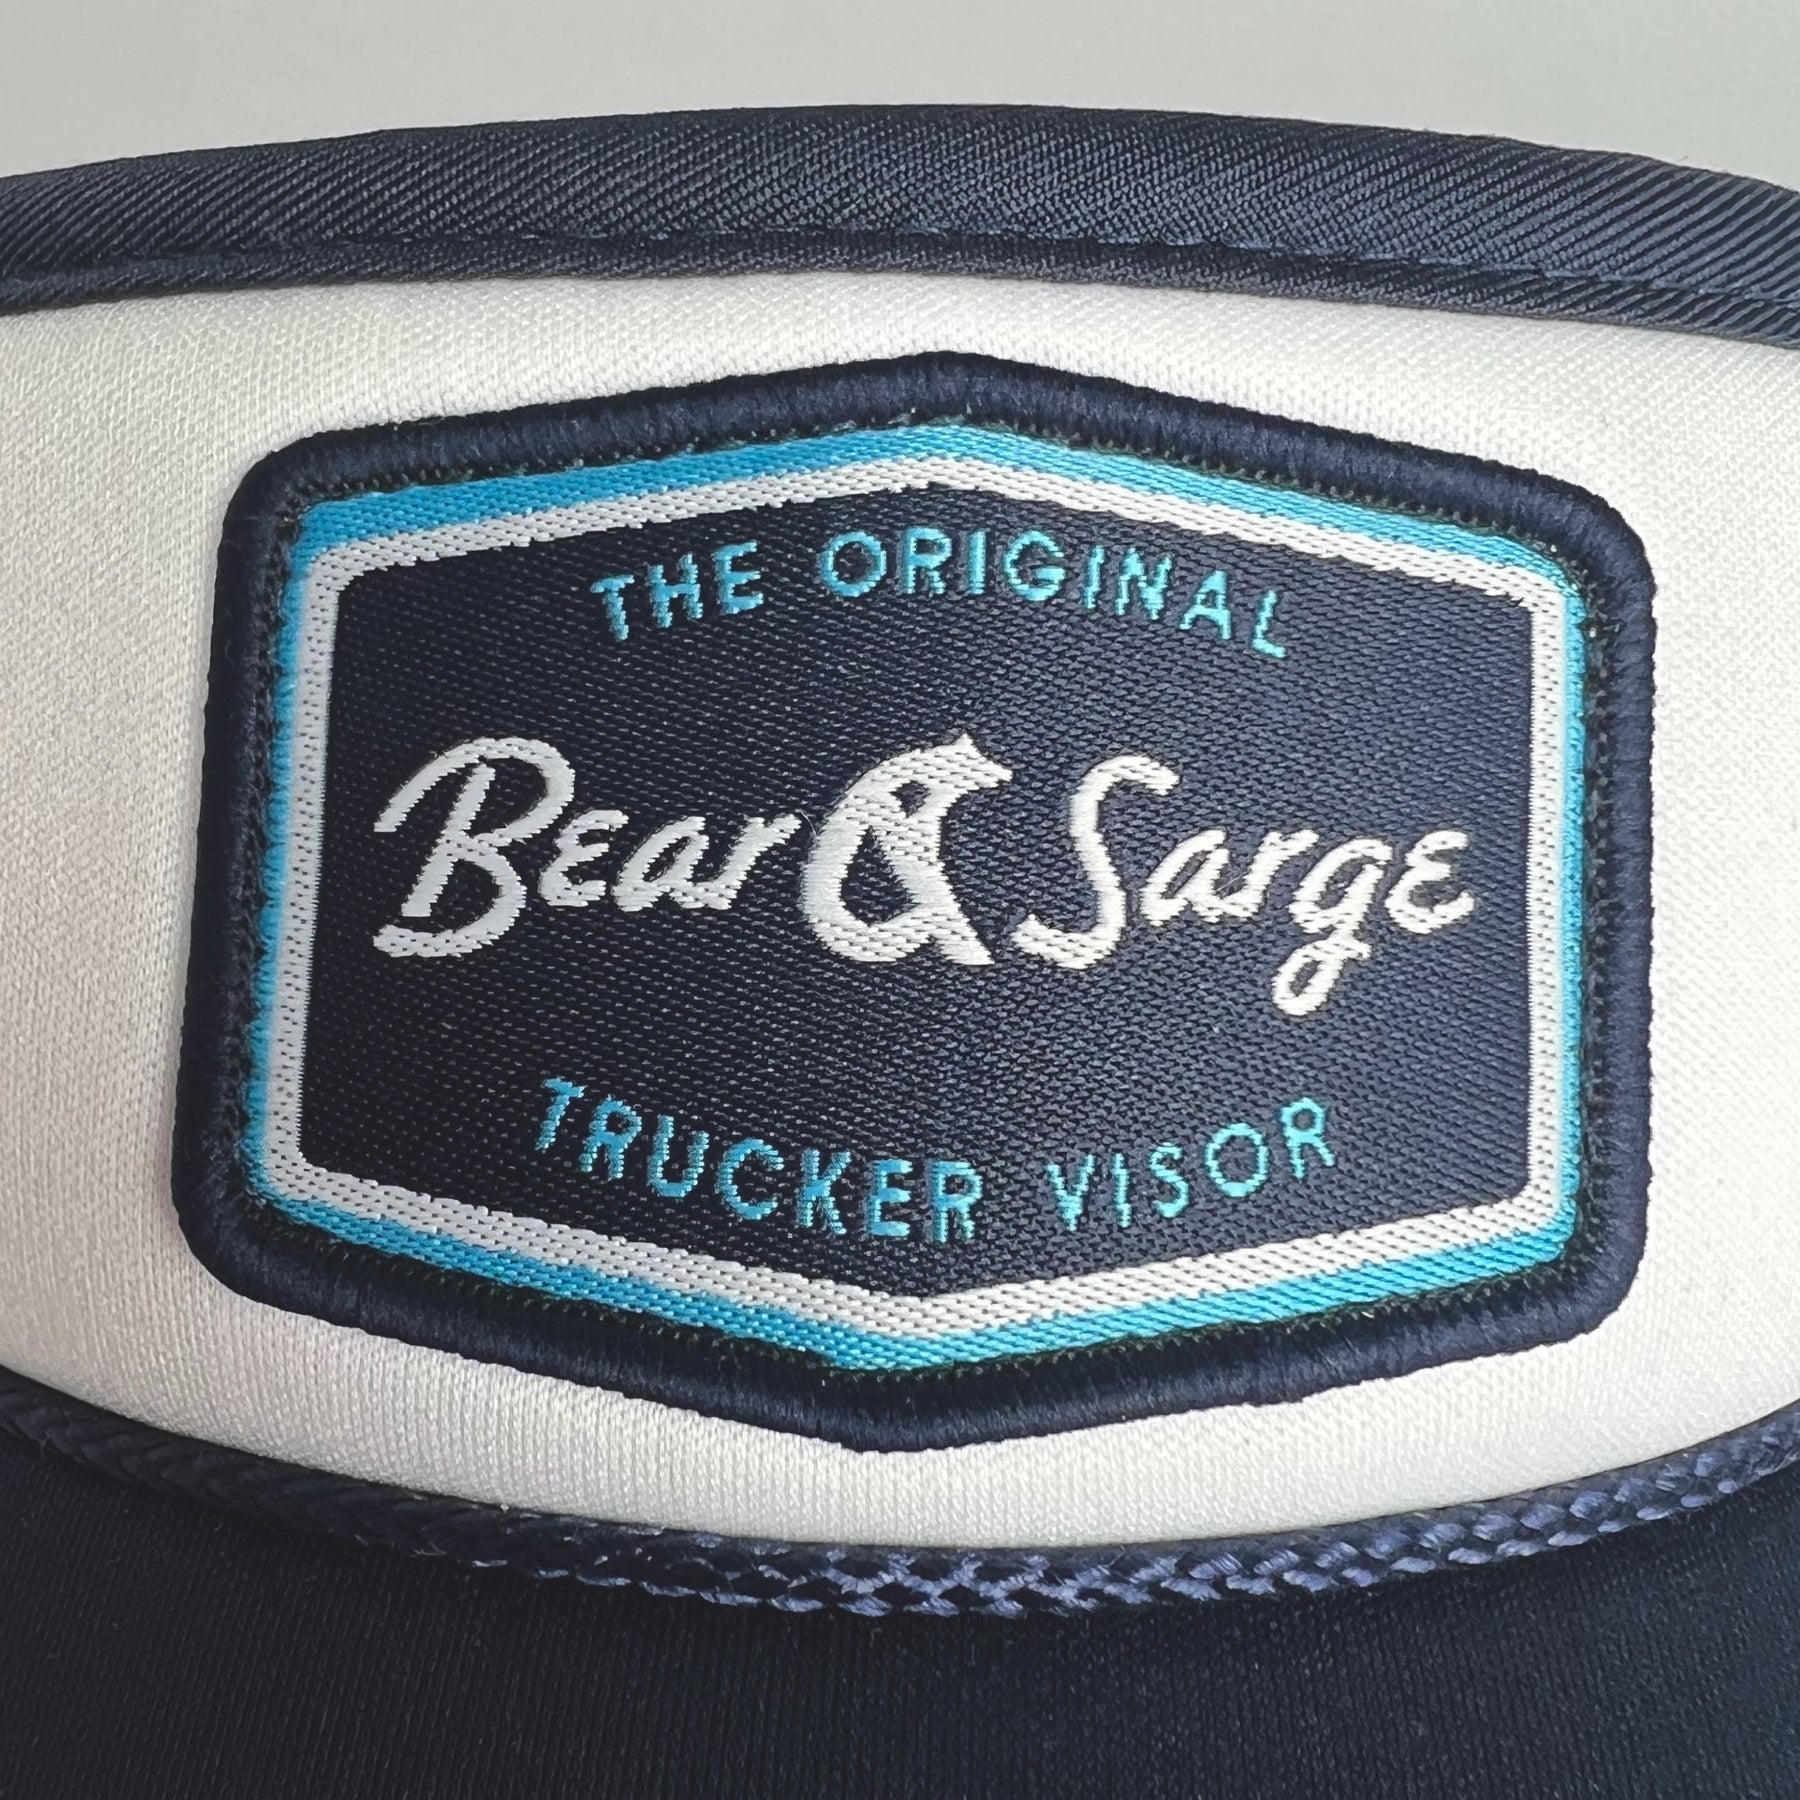 THE ORIGINAL
Bear & Sarge
TRUCKER VISOR